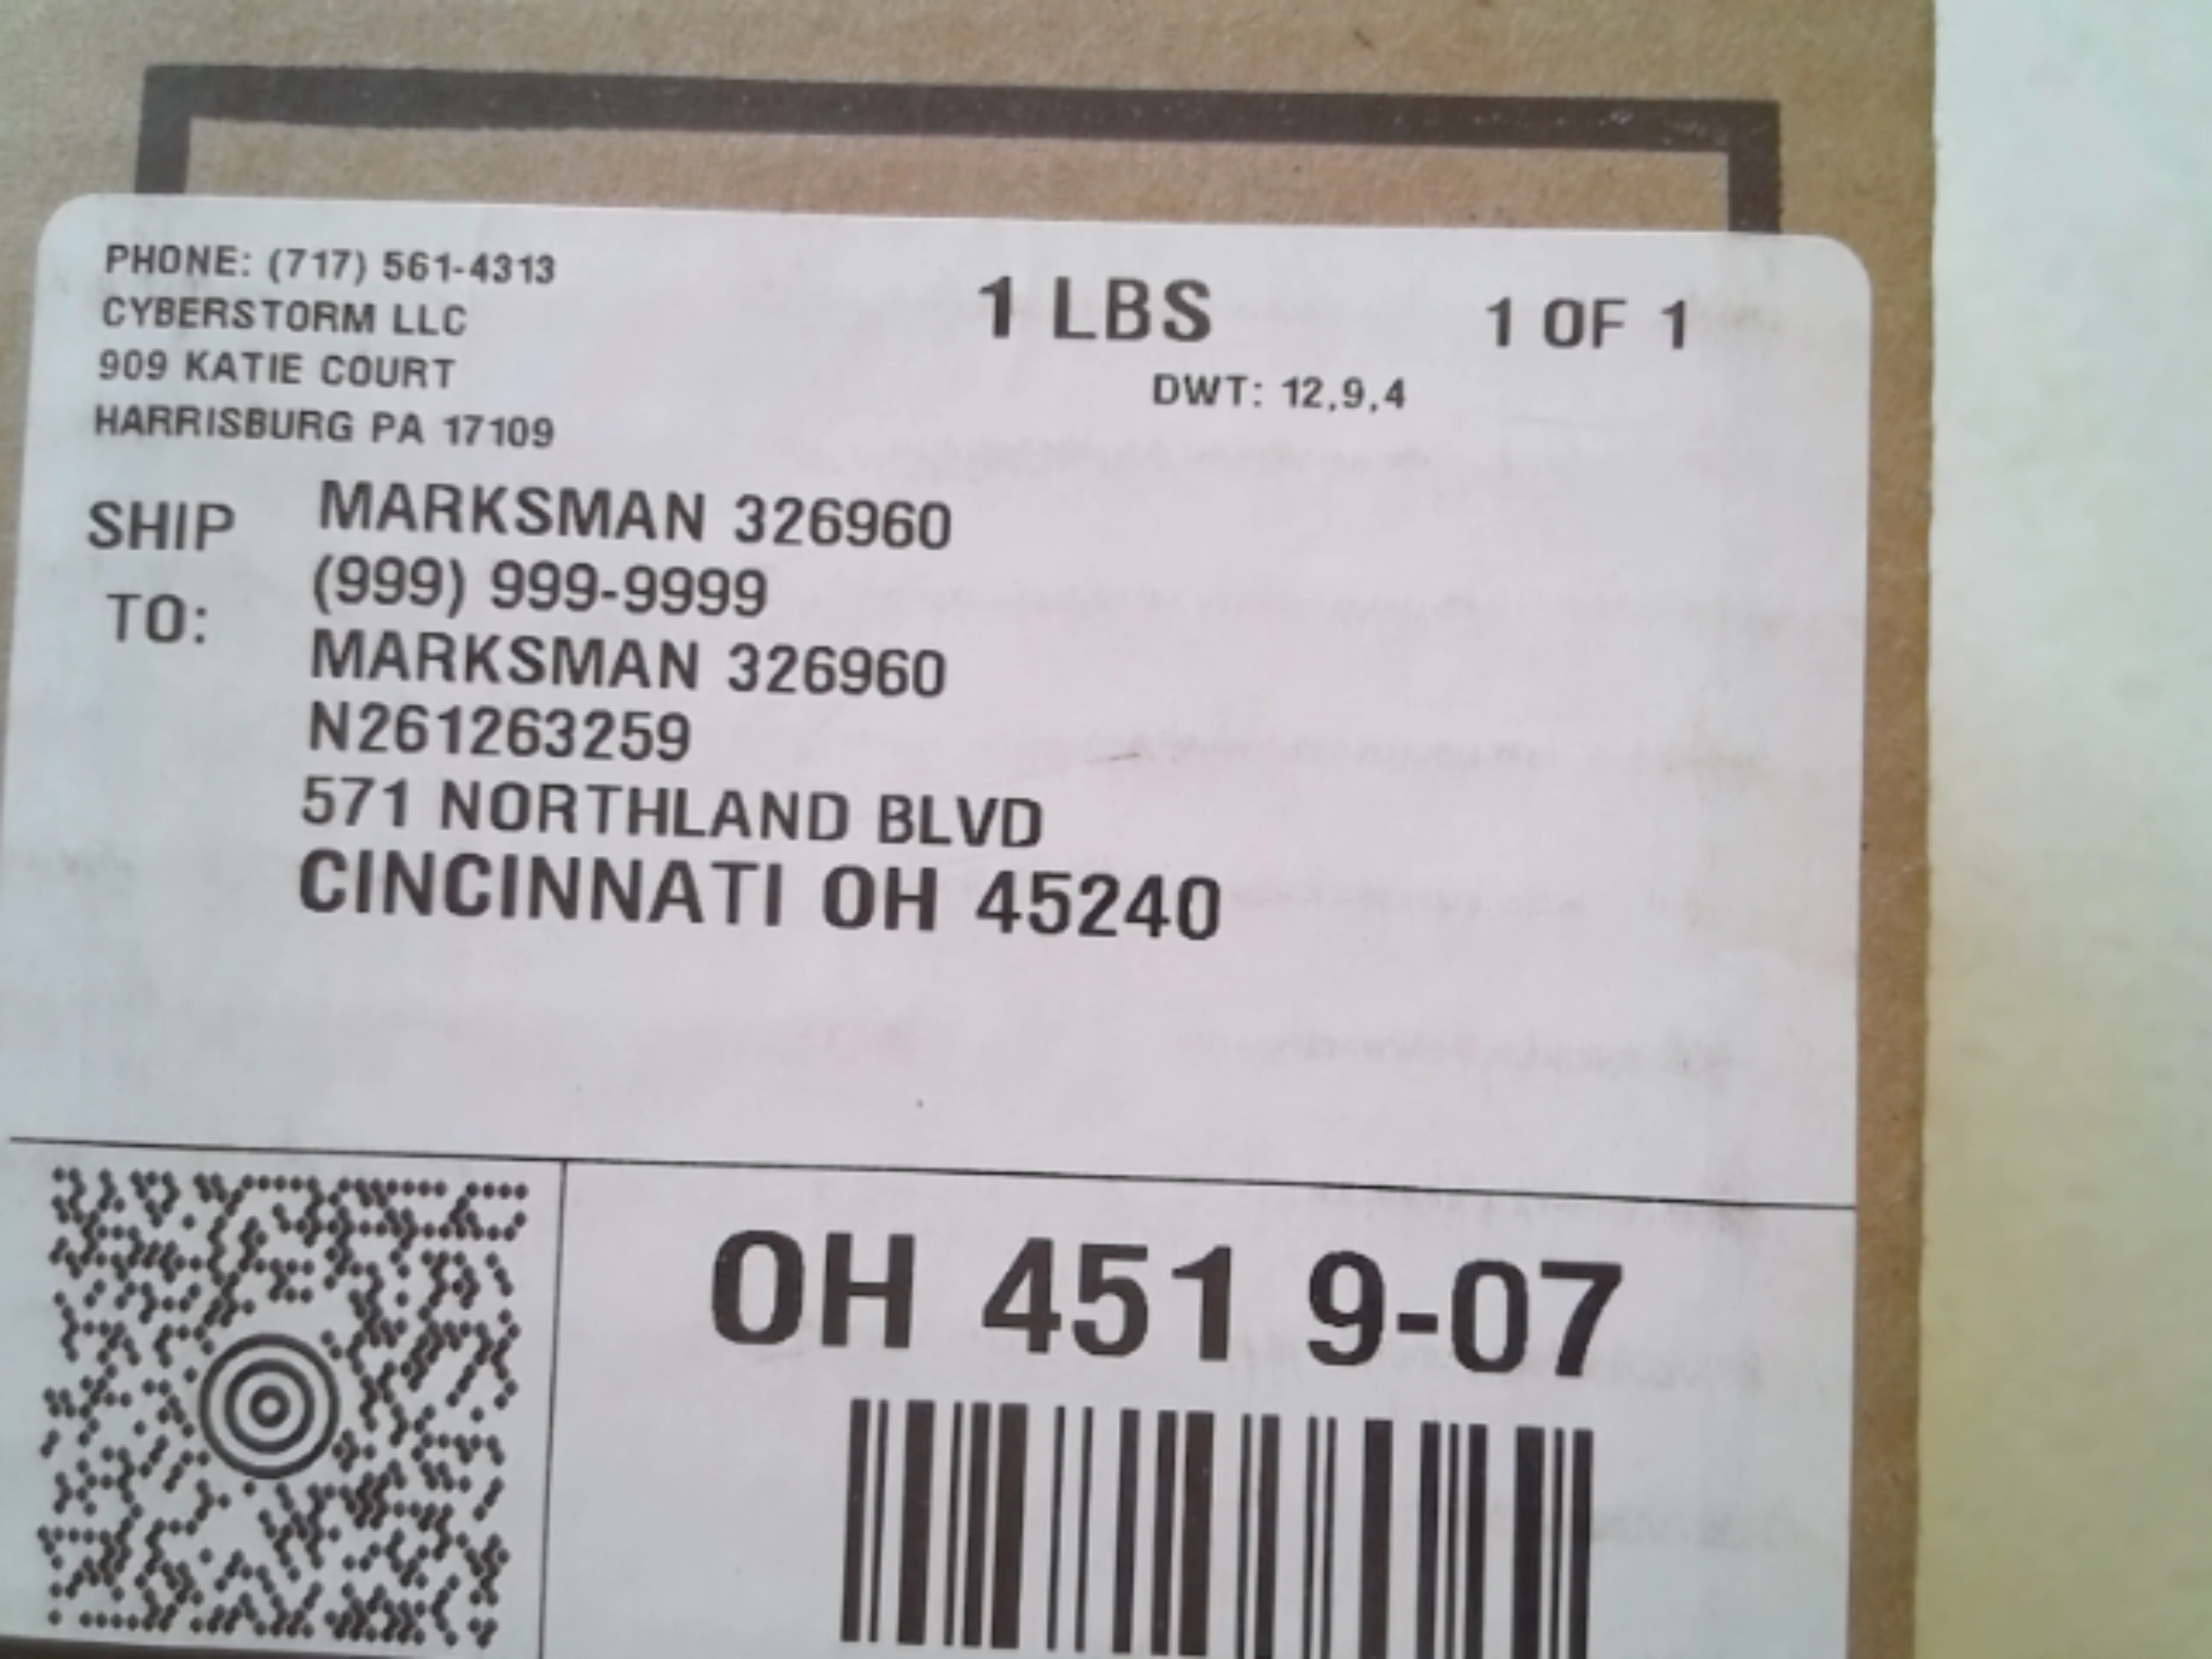 PHONE: (717) 561-4313
CYBERSTORM LLC
909 KATIE COURT
HARRISBURG PA 17109
1 LBS
1 OF 1
DWT: 12,9,4
SHIP TO:
MARKSMAN 326960
(999) 999-9999
MARKSMAN 326960
N261263259
571 NORTHLAND BLVD
CINCINNATI OH 45240
OH 451 9-07